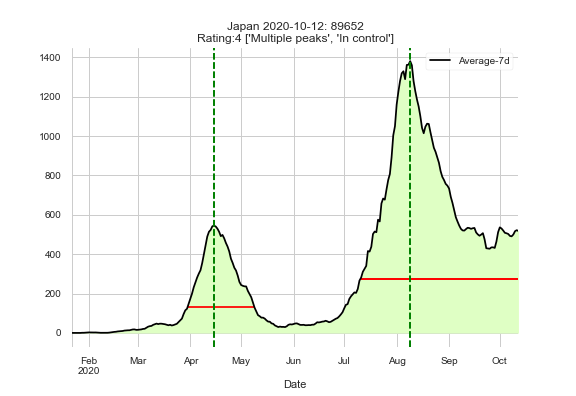 Japan 2020-10-12: 89652
Rating:4 ['Multiple peaks', 'In control']
Average-7d
1400
1200
1000
800
600
400
200
0
Feb Mar Apr May Jun Jul Aug Sep Oct
2020
Date